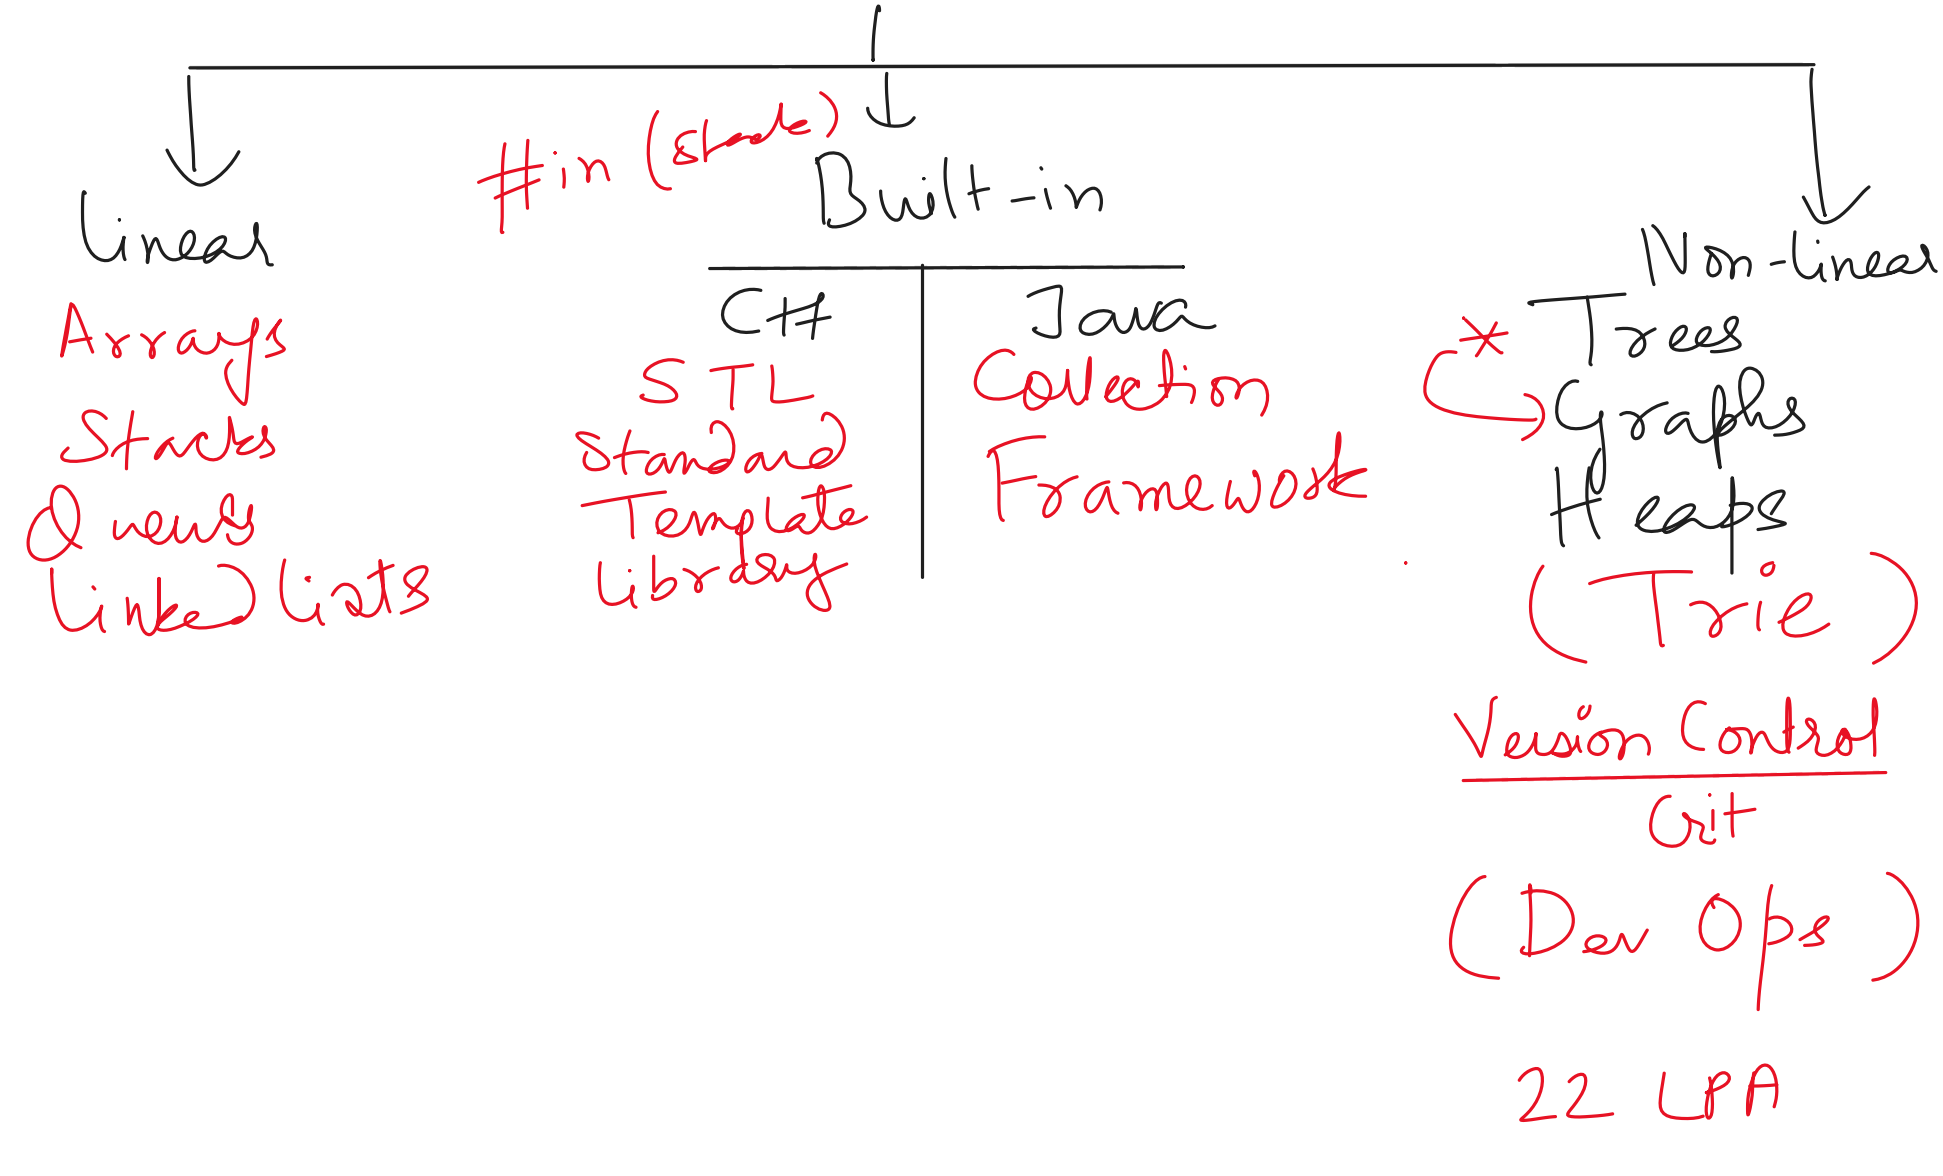 Linear
Arrays
Stacks
Queues
Linked lists
#in (stack)
Built-in
C#
STL
Standard
Template
Library
Java
Collection
Framework
Non-linear
* Trees
Graphs
Heaps
(Trie)
Version Control
Git
(Dev Ops)
22 LPA